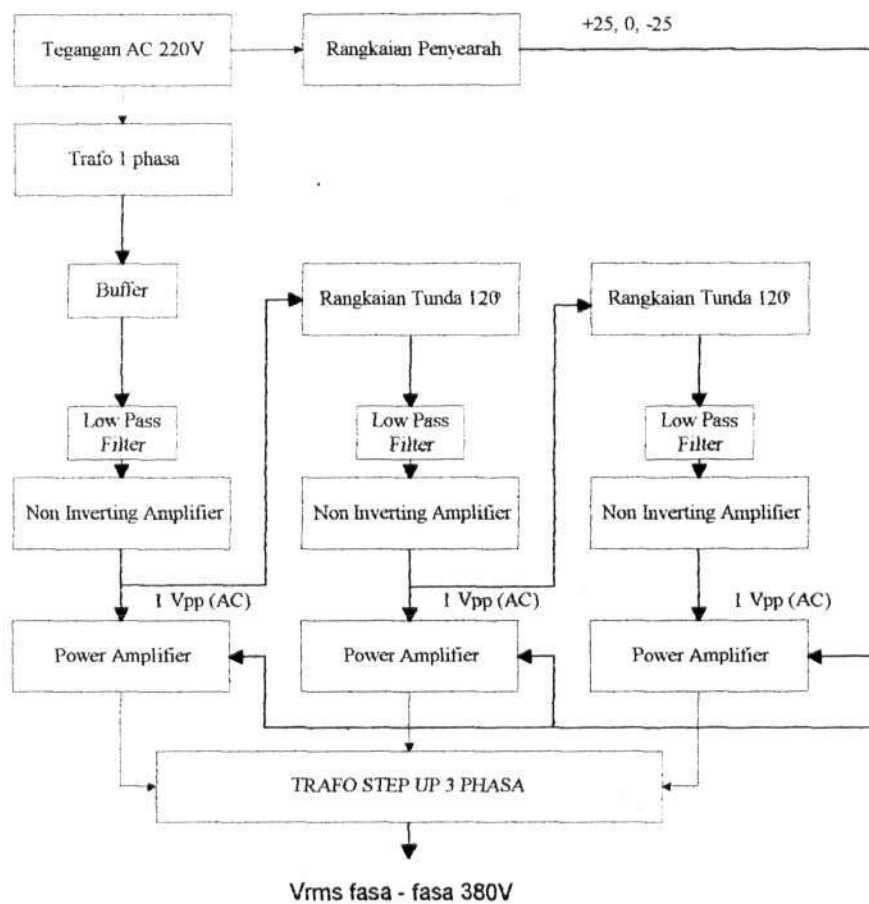 +25, 0, -25
Tegangan AC 220V
Rangkaian Penyearah
Trafo 1 phasa
Buffer
Rangkaian Tunda 120°
Rangkaian Tunda 120°
Low Pass
Filter
Low Pass
Filter
Low Pass
Filter
Non Inverting Amplifier
Non Inverting Amplifier
Non Inverting Amplifier
1 Vpp (AC)
1 Vpp (AC)
1 Vpp (AC)
Power Amplifier
Power Amplifier
Power Amplifier
TRAFO STEP UP 3 PHASA
Vrms fasa - fasa 380V